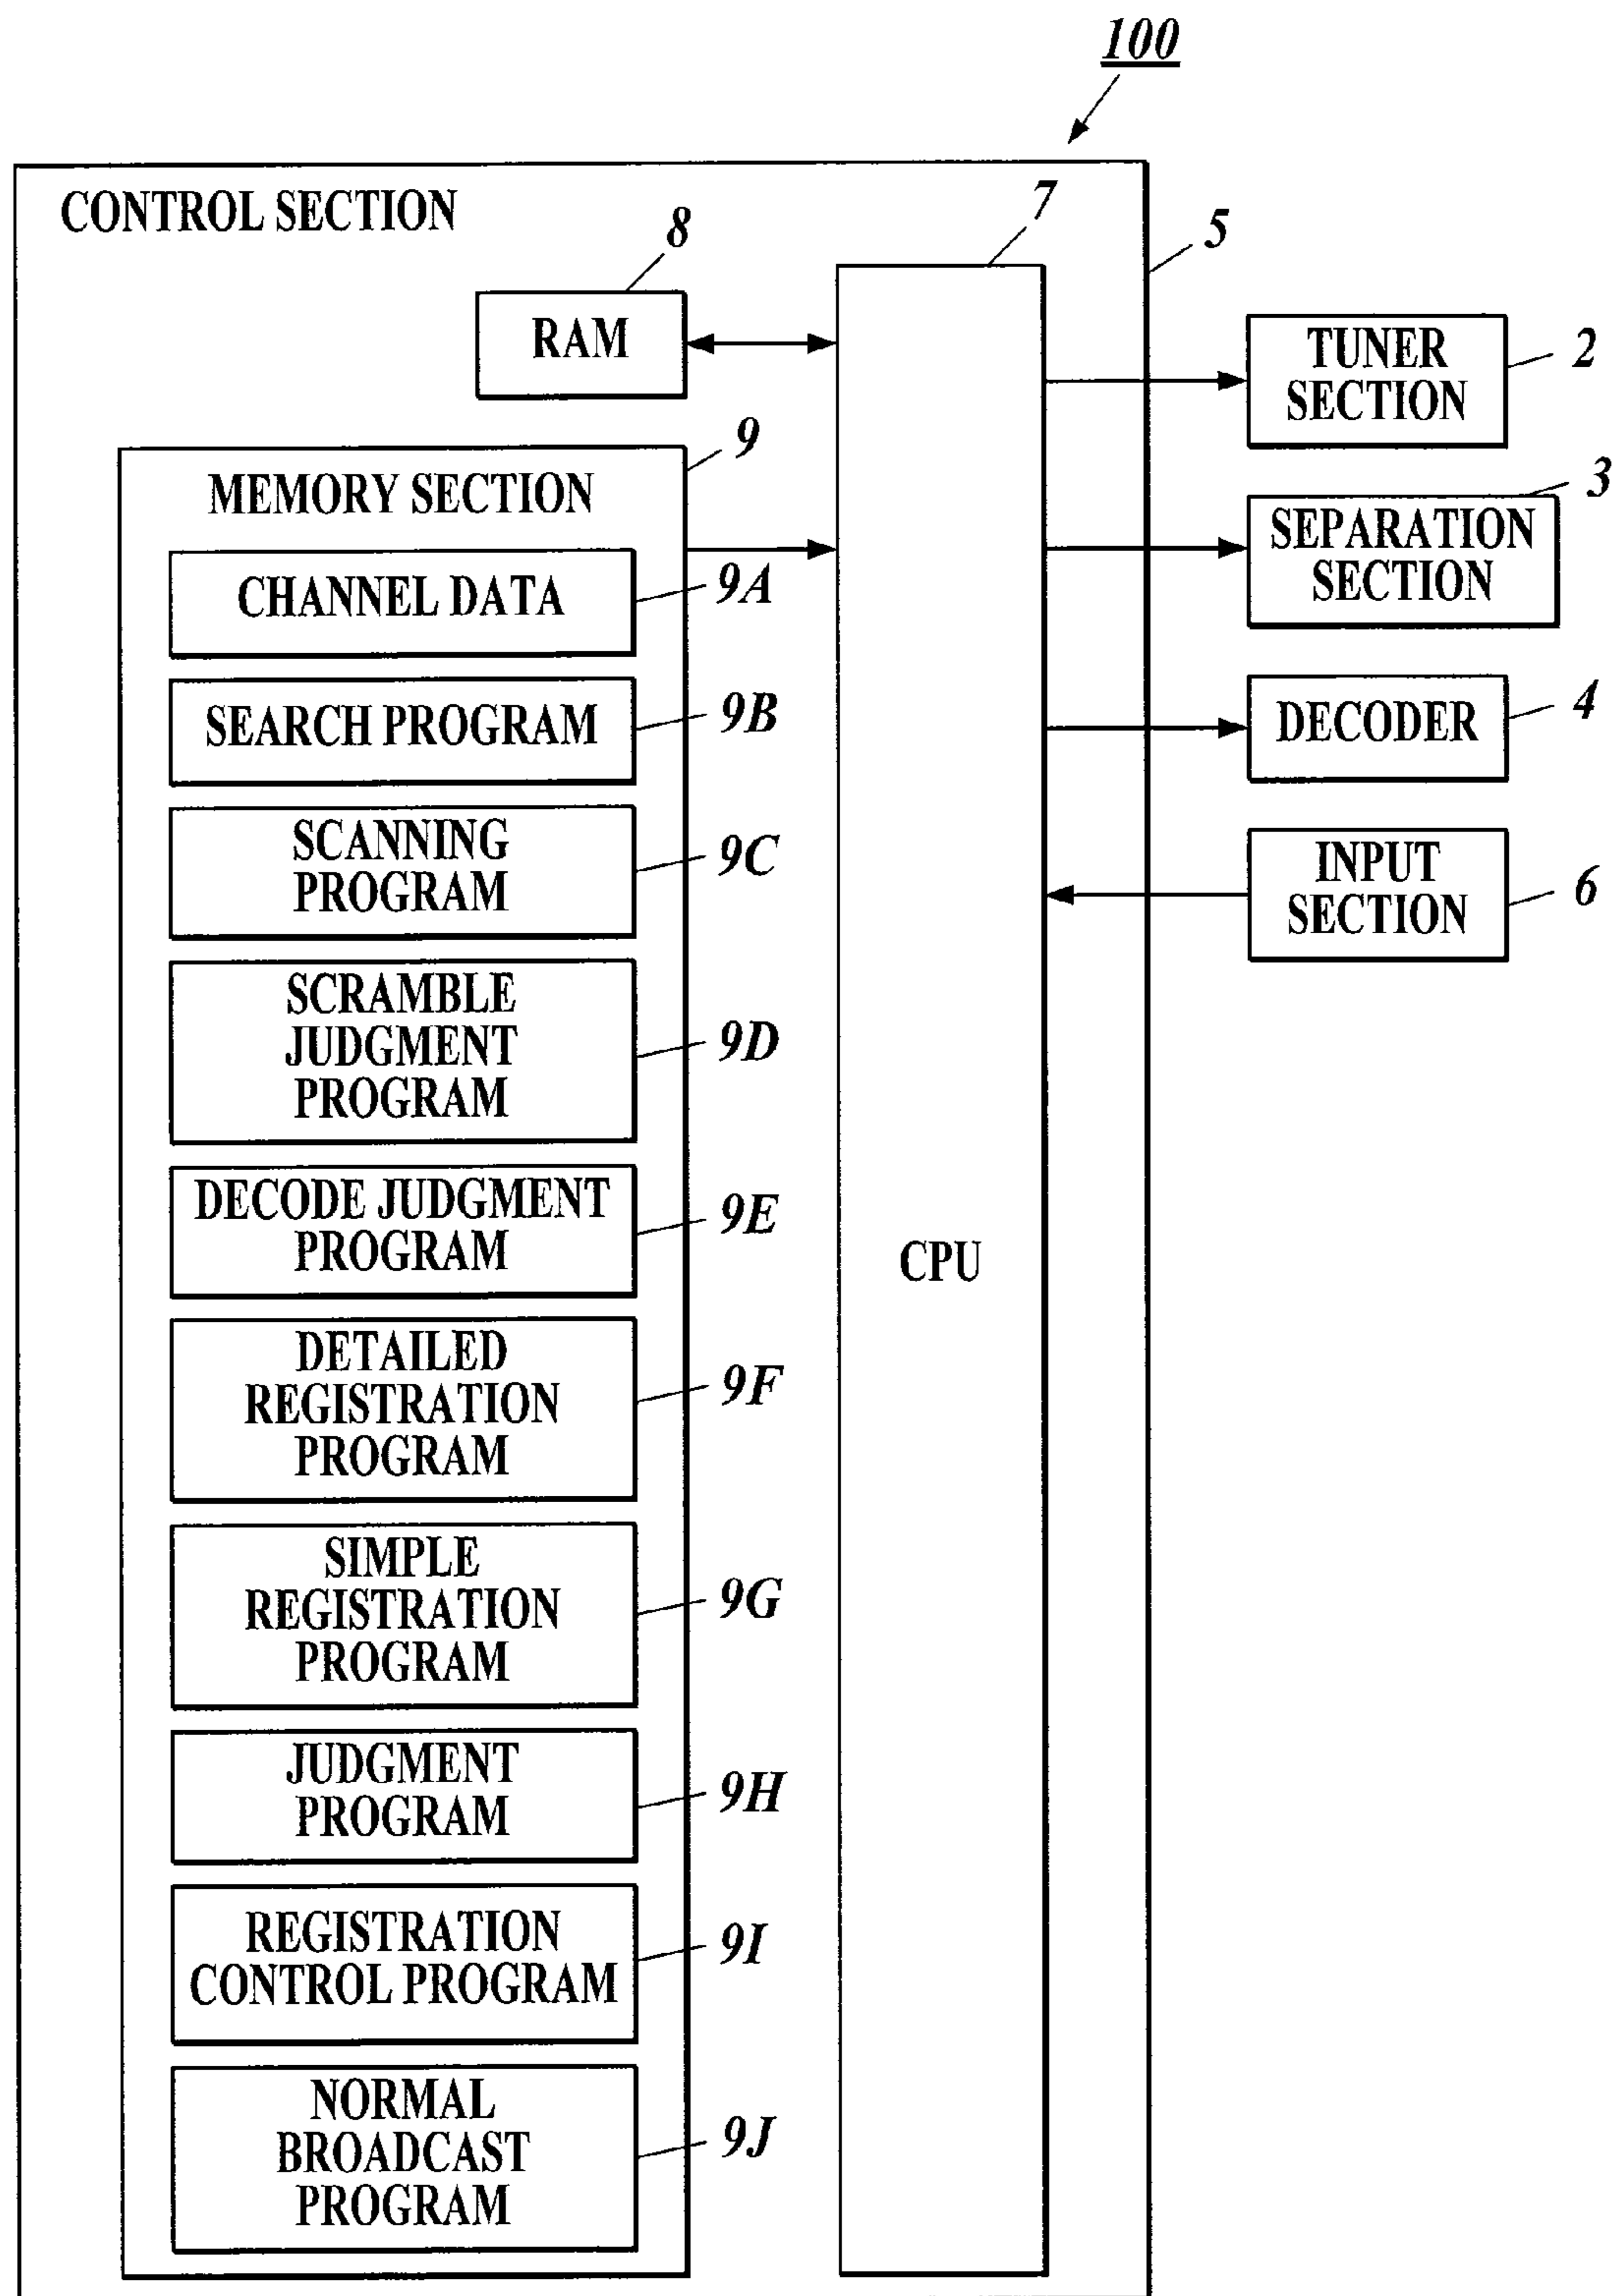 100
CONTROL SECTION
7
5
8
RAM
TUNER
SECTION
2
9
MEMORY SECTION
3
SEPARATION
SECTION
CHANNEL DATA
9A
SEARCH PROGRAM
9B
DECODER
4
SCANNING
PROGRAM
9C
INPUT
SECTION
6
SCRAMBLE
JUDGMENT
PROGRAM
9D
DECODE JUDGMENT
PROGRAM
9E
CPU
DETAILED
REGISTRATION
PROGRAM
9F
SIMPLE
REGISTRATION
PROGRAM
9G
JUDGMENT
PROGRAM
9H
REGISTRATION
CONTROL PROGRAM
9I
NORMAL
BROADCAST
PROGRAM
9J